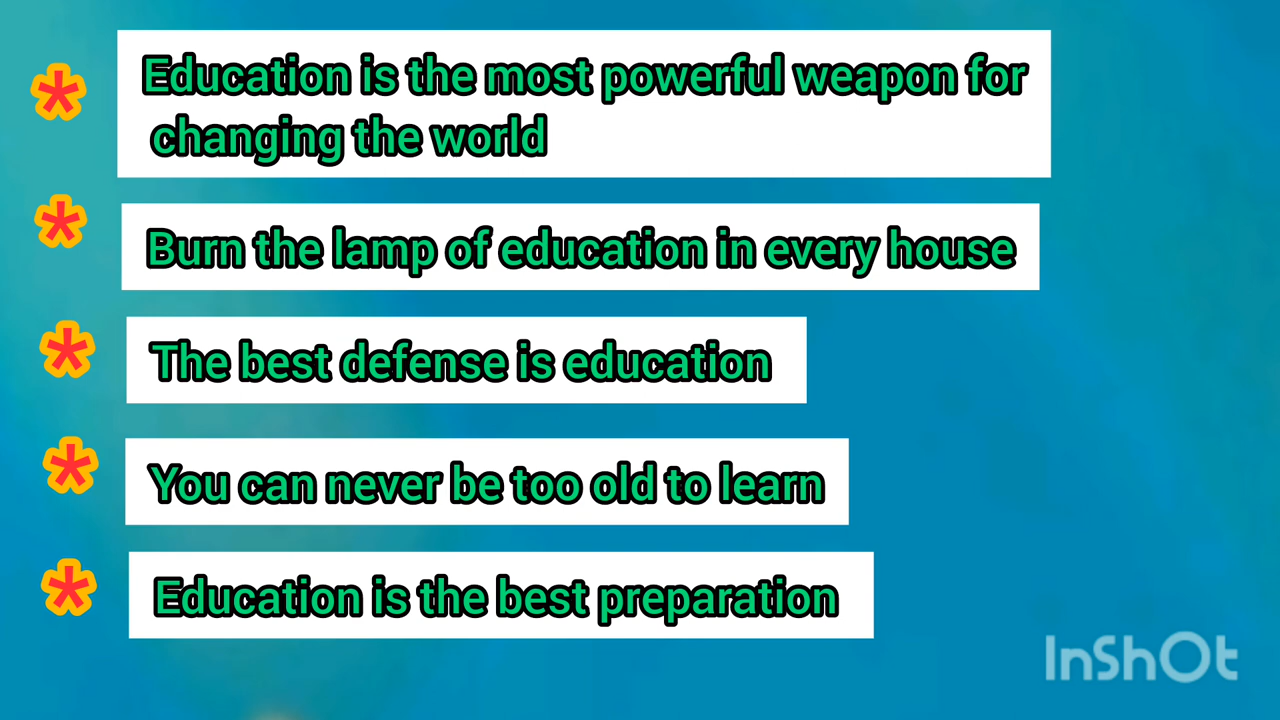 * Education is the most powerful weapon for
changing the world
* Burn the lamp of education in every house
* The best defense is education
* You can never be too old to learn
* Education is the best preparation
InShOt